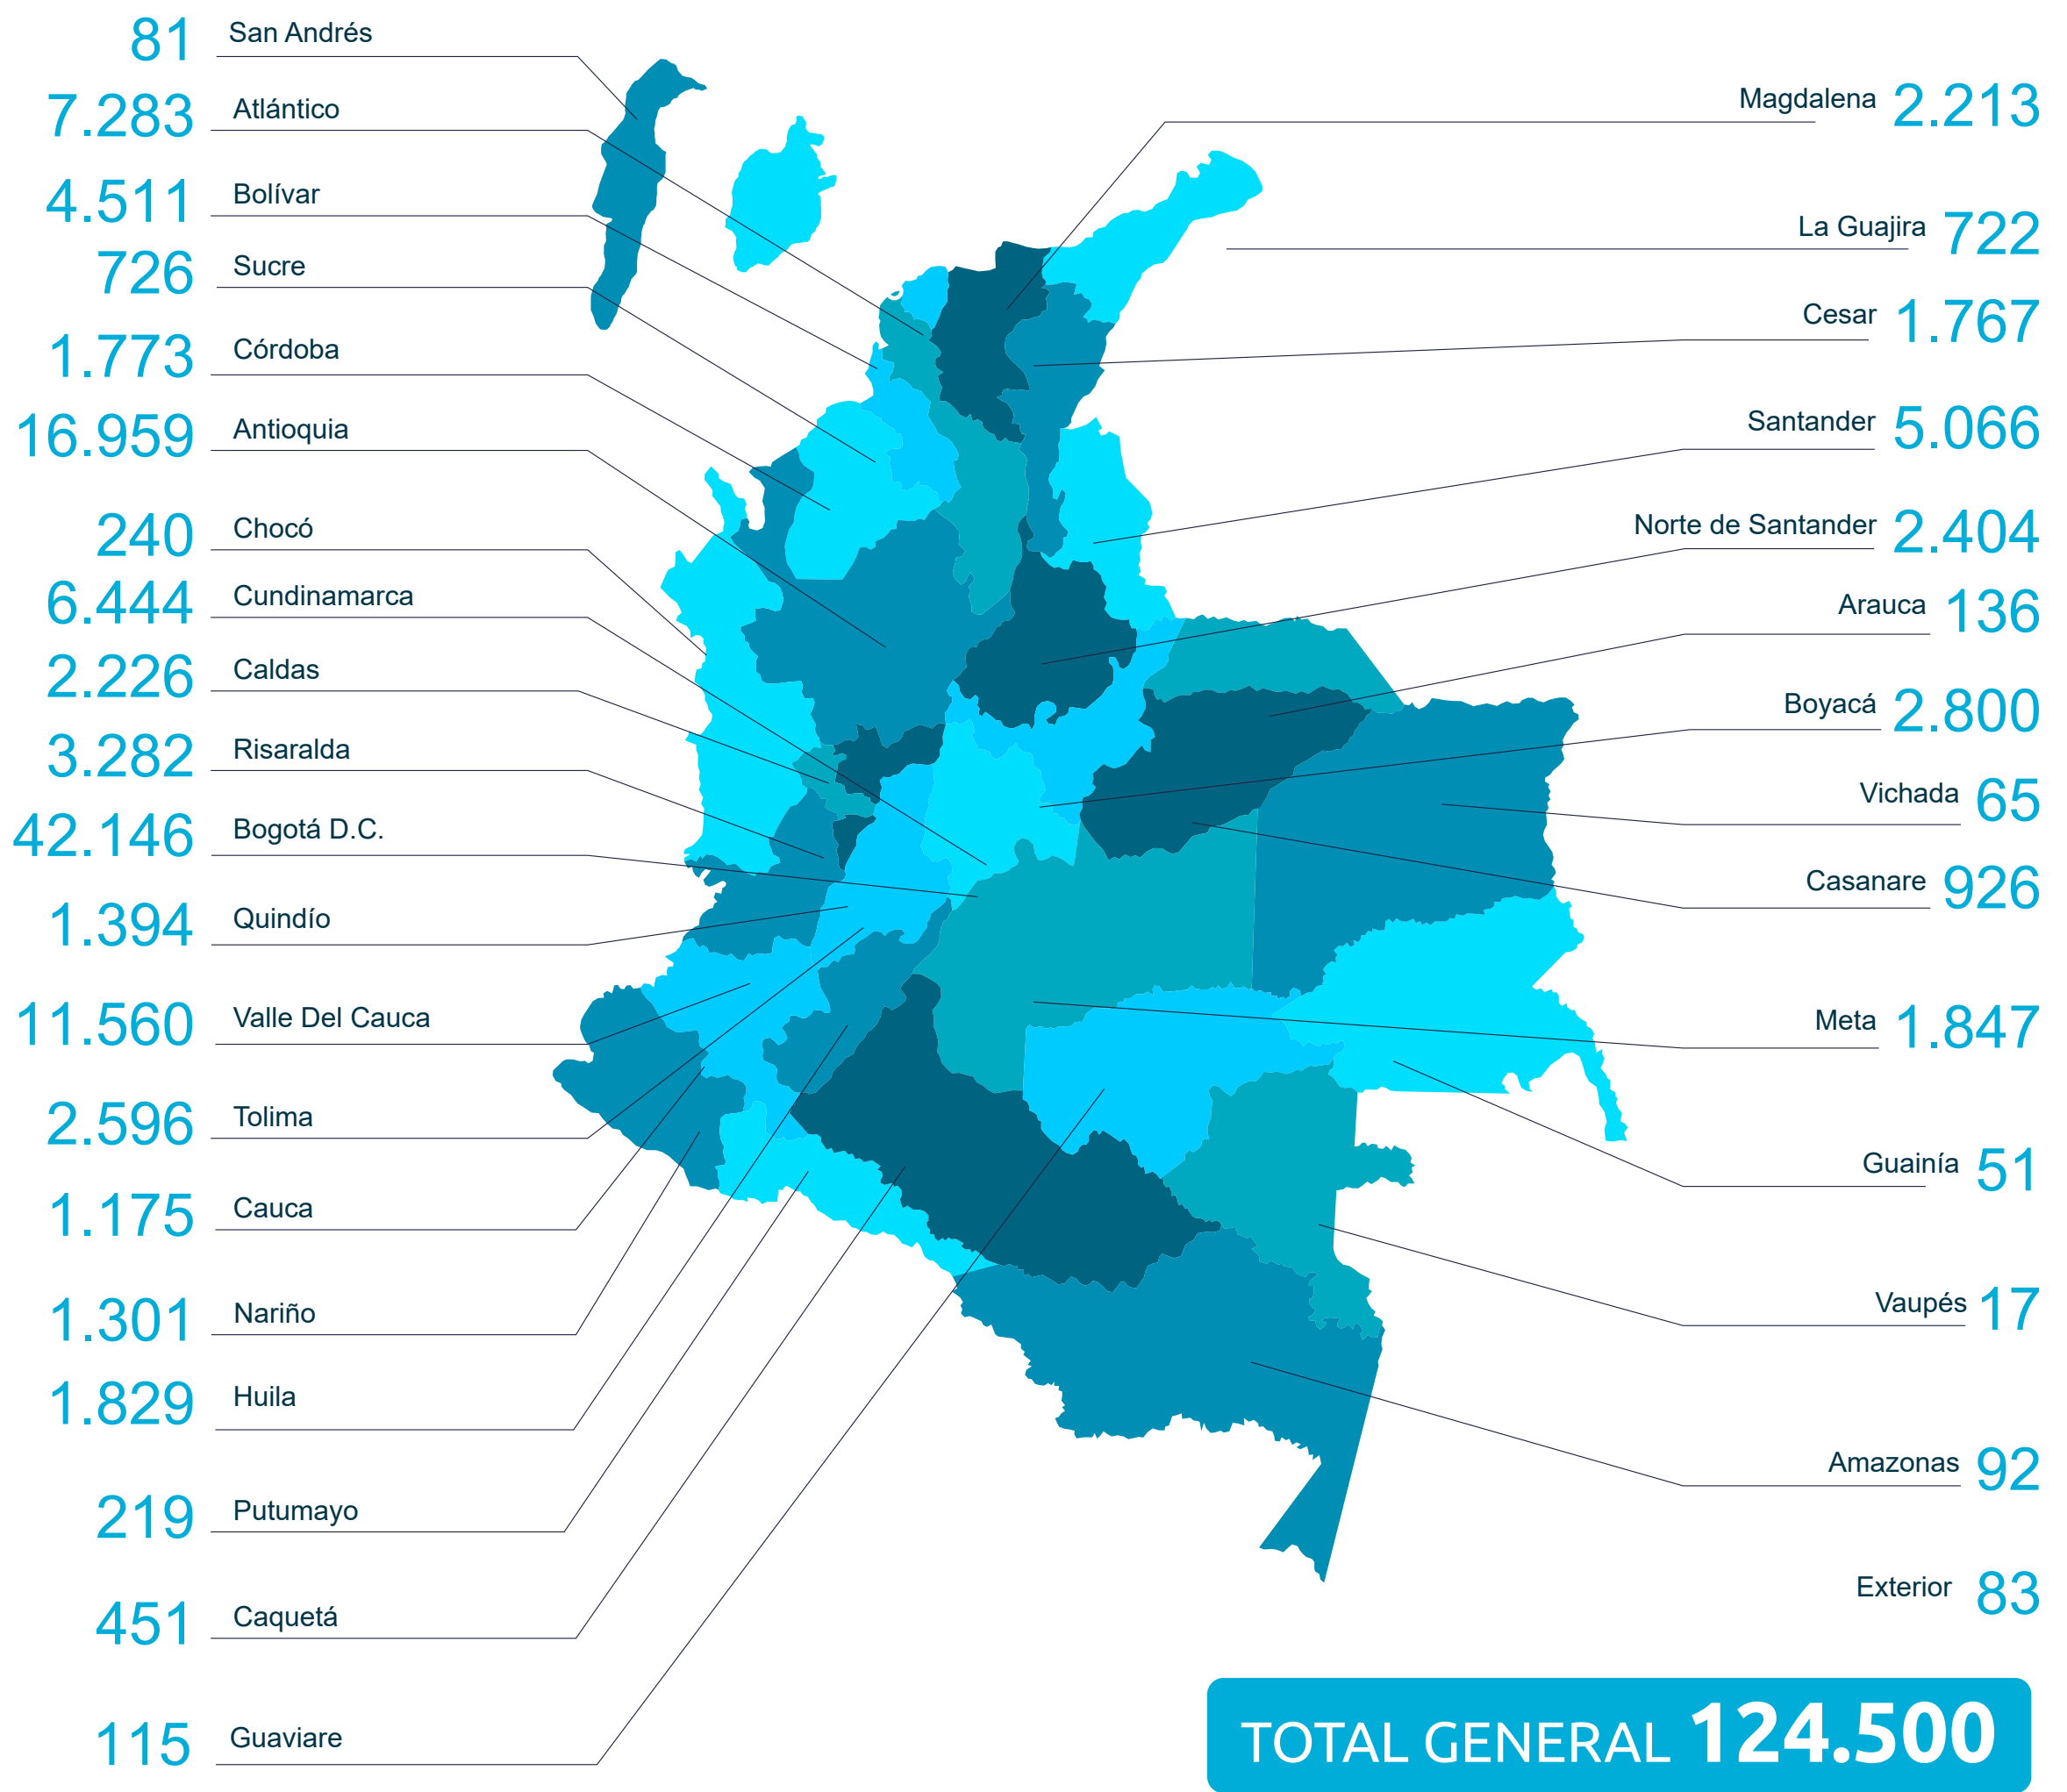 81 San Andrés
7.283 Atlántico
4.511 Bolívar
726 Sucre
1.773 Córdoba
16.959 Antioquia
240 Chocó
6.444 Cundinamarca
2.226 Caldas
3.282 Risaralda
42.146 Bogotá D.C.
1.394 Quindío
11.560 Valle Del Cauca
2.596 Tolima
1.175 Cauca
1.301 Nariño
1.829 Huila
219 Putumayo
451 Caquetá
115 Guaviare
Magdalena 2.213
La Guajira 722
Cesar 1.767
Santander 5.066
Norte de Santander 2.404
Arauca 136
Boyacá 2.800
Vichada 65
Casanare 926
Meta 1.847
Guainía 51
Vaupés 17
Amazonas 92
Exterior 83
TOTAL GENERAL 124.500